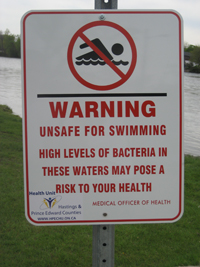 WARNING
UNSAFE FOR SWIMMING
HIGH LEVELS OF BACTERIA IN
THESE WATERS MAY POSE A
RISK TO YOUR HEALTH
Health Unit
Hastings &
Prince Edward Counties
MEDICAL OFFICER OF HEALTH